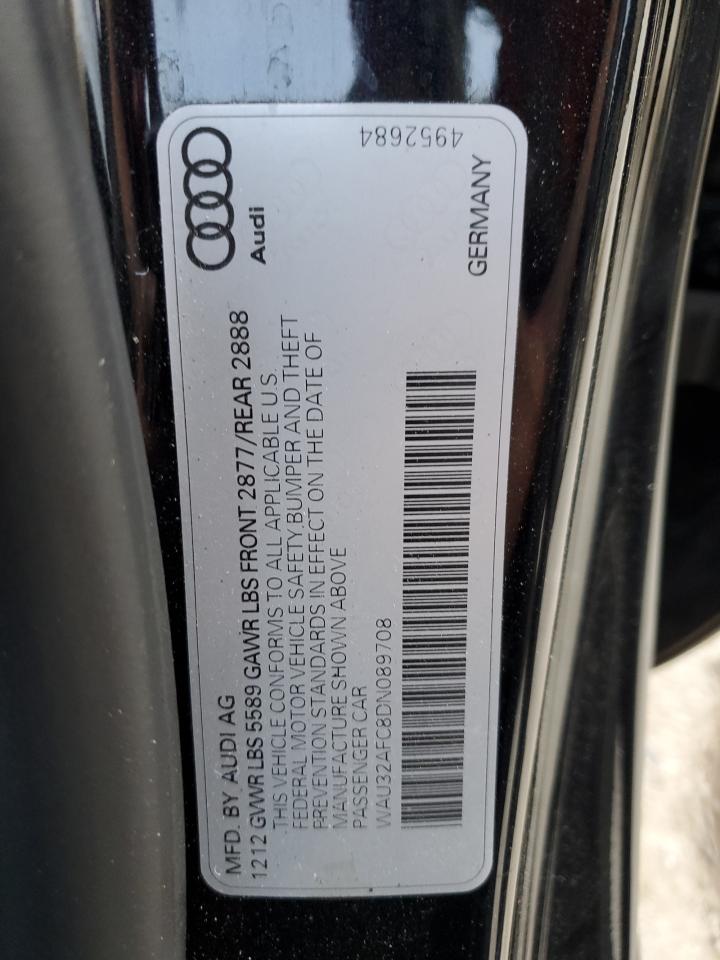 MFD. BY AUDI AG
1212 GVWR LBS 5589 GAWR LBS FRONT 2877/REAR 2888
THIS VEHICLE CONFORMS TO ALL APPLICABLE U.S.
FEDERAL MOTOR VEHICLE SAFETY, BUMPER AND THEFT
PREVENTION STANDARDS IN EFFECT ON THE DATE OF
MANUFACTURE SHOWN ABOVE
PASSENGER CAR
WAU32AFC8DN089708
Audi
GERMANY
4952684